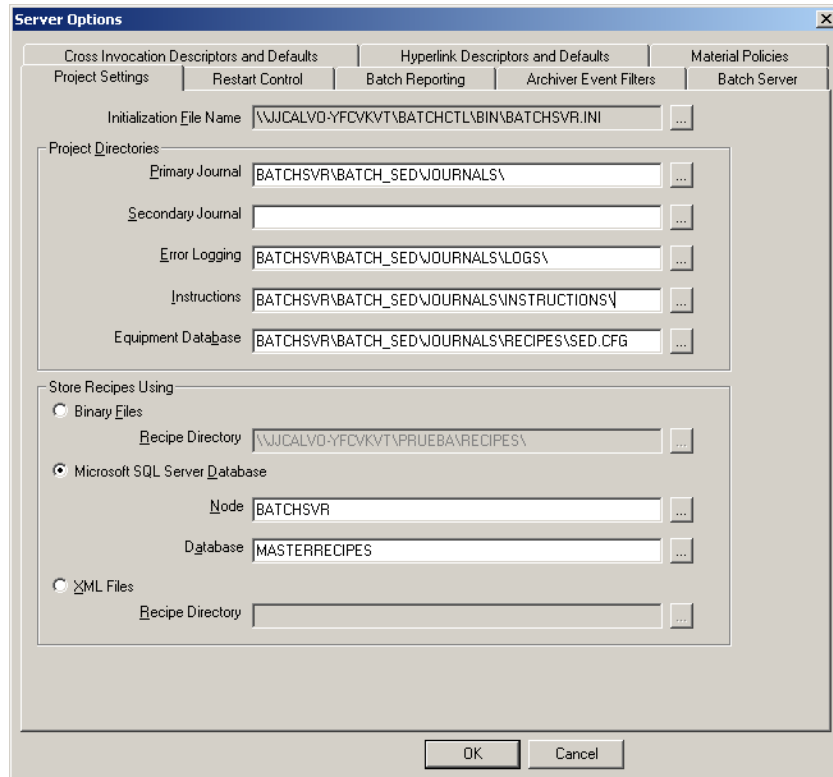 Server Options
Cross Invocation Descriptors and Defaults Hyperlink Descriptors and Defaults Material Policies
Project Settings Restart Control Batch Reporting Archiver Event Filters Batch Server
Initialization File Name \\JJCALVO-YFCVKVT\BATCHCTL\BIN\BATCHSVR.INI ...
Project Directories
Primary Journal BATCHSVR\BATCH_SED\JOURNALS\ ...
Secondary Journal ...
Error Logging BATCHSVR\BATCH_SED\JOURNALS\LOGS\ ...
Instructions BATCHSVR\BATCH_SED\JOURNALS\INSTRUCTIONS\ ...
Equipment Database BATCHSVR\BATCH_SED\JOURNALS\RECIPES\SED.CFG ...
Store Recipes Using
Binary Files
Recipe Directory \\JJCALVO-YFCVKVT\PRUEBA\RECIPES\ ...
Microsoft SQL Server Database
Node BATCHSVR ...
Database MASTERRECIPES ...
XML Files
Recipe Directory ...
OK Cancel